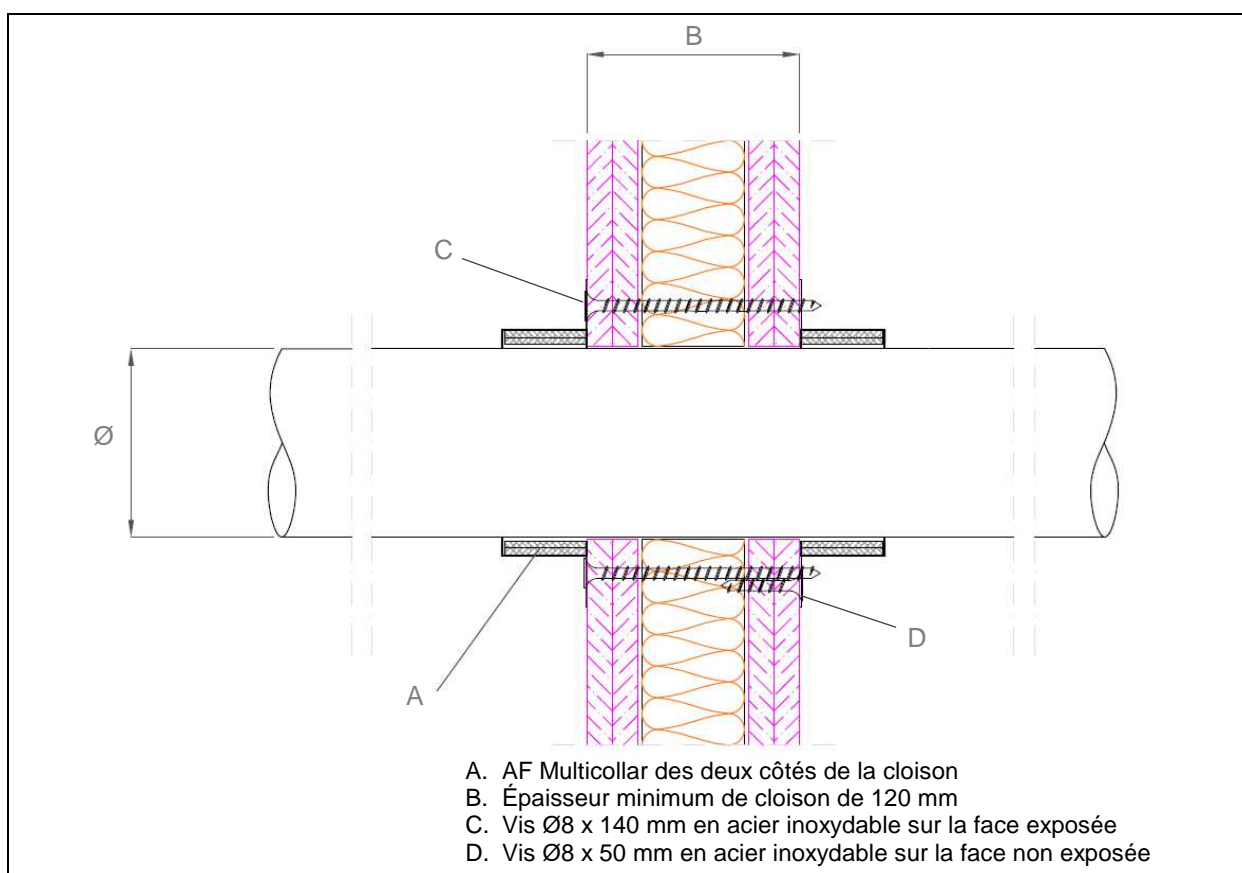 B
C
Ø
D
A
A. AF Multicollar des deux côtés de la cloison
B. Épaisseur minimum de cloison de 120 mm
C. Vis Ø8 x 140 mm en acier inoxydable sur la face exposée
D. Vis Ø8 x 50 mm en acier inoxydable sur la face non exposée